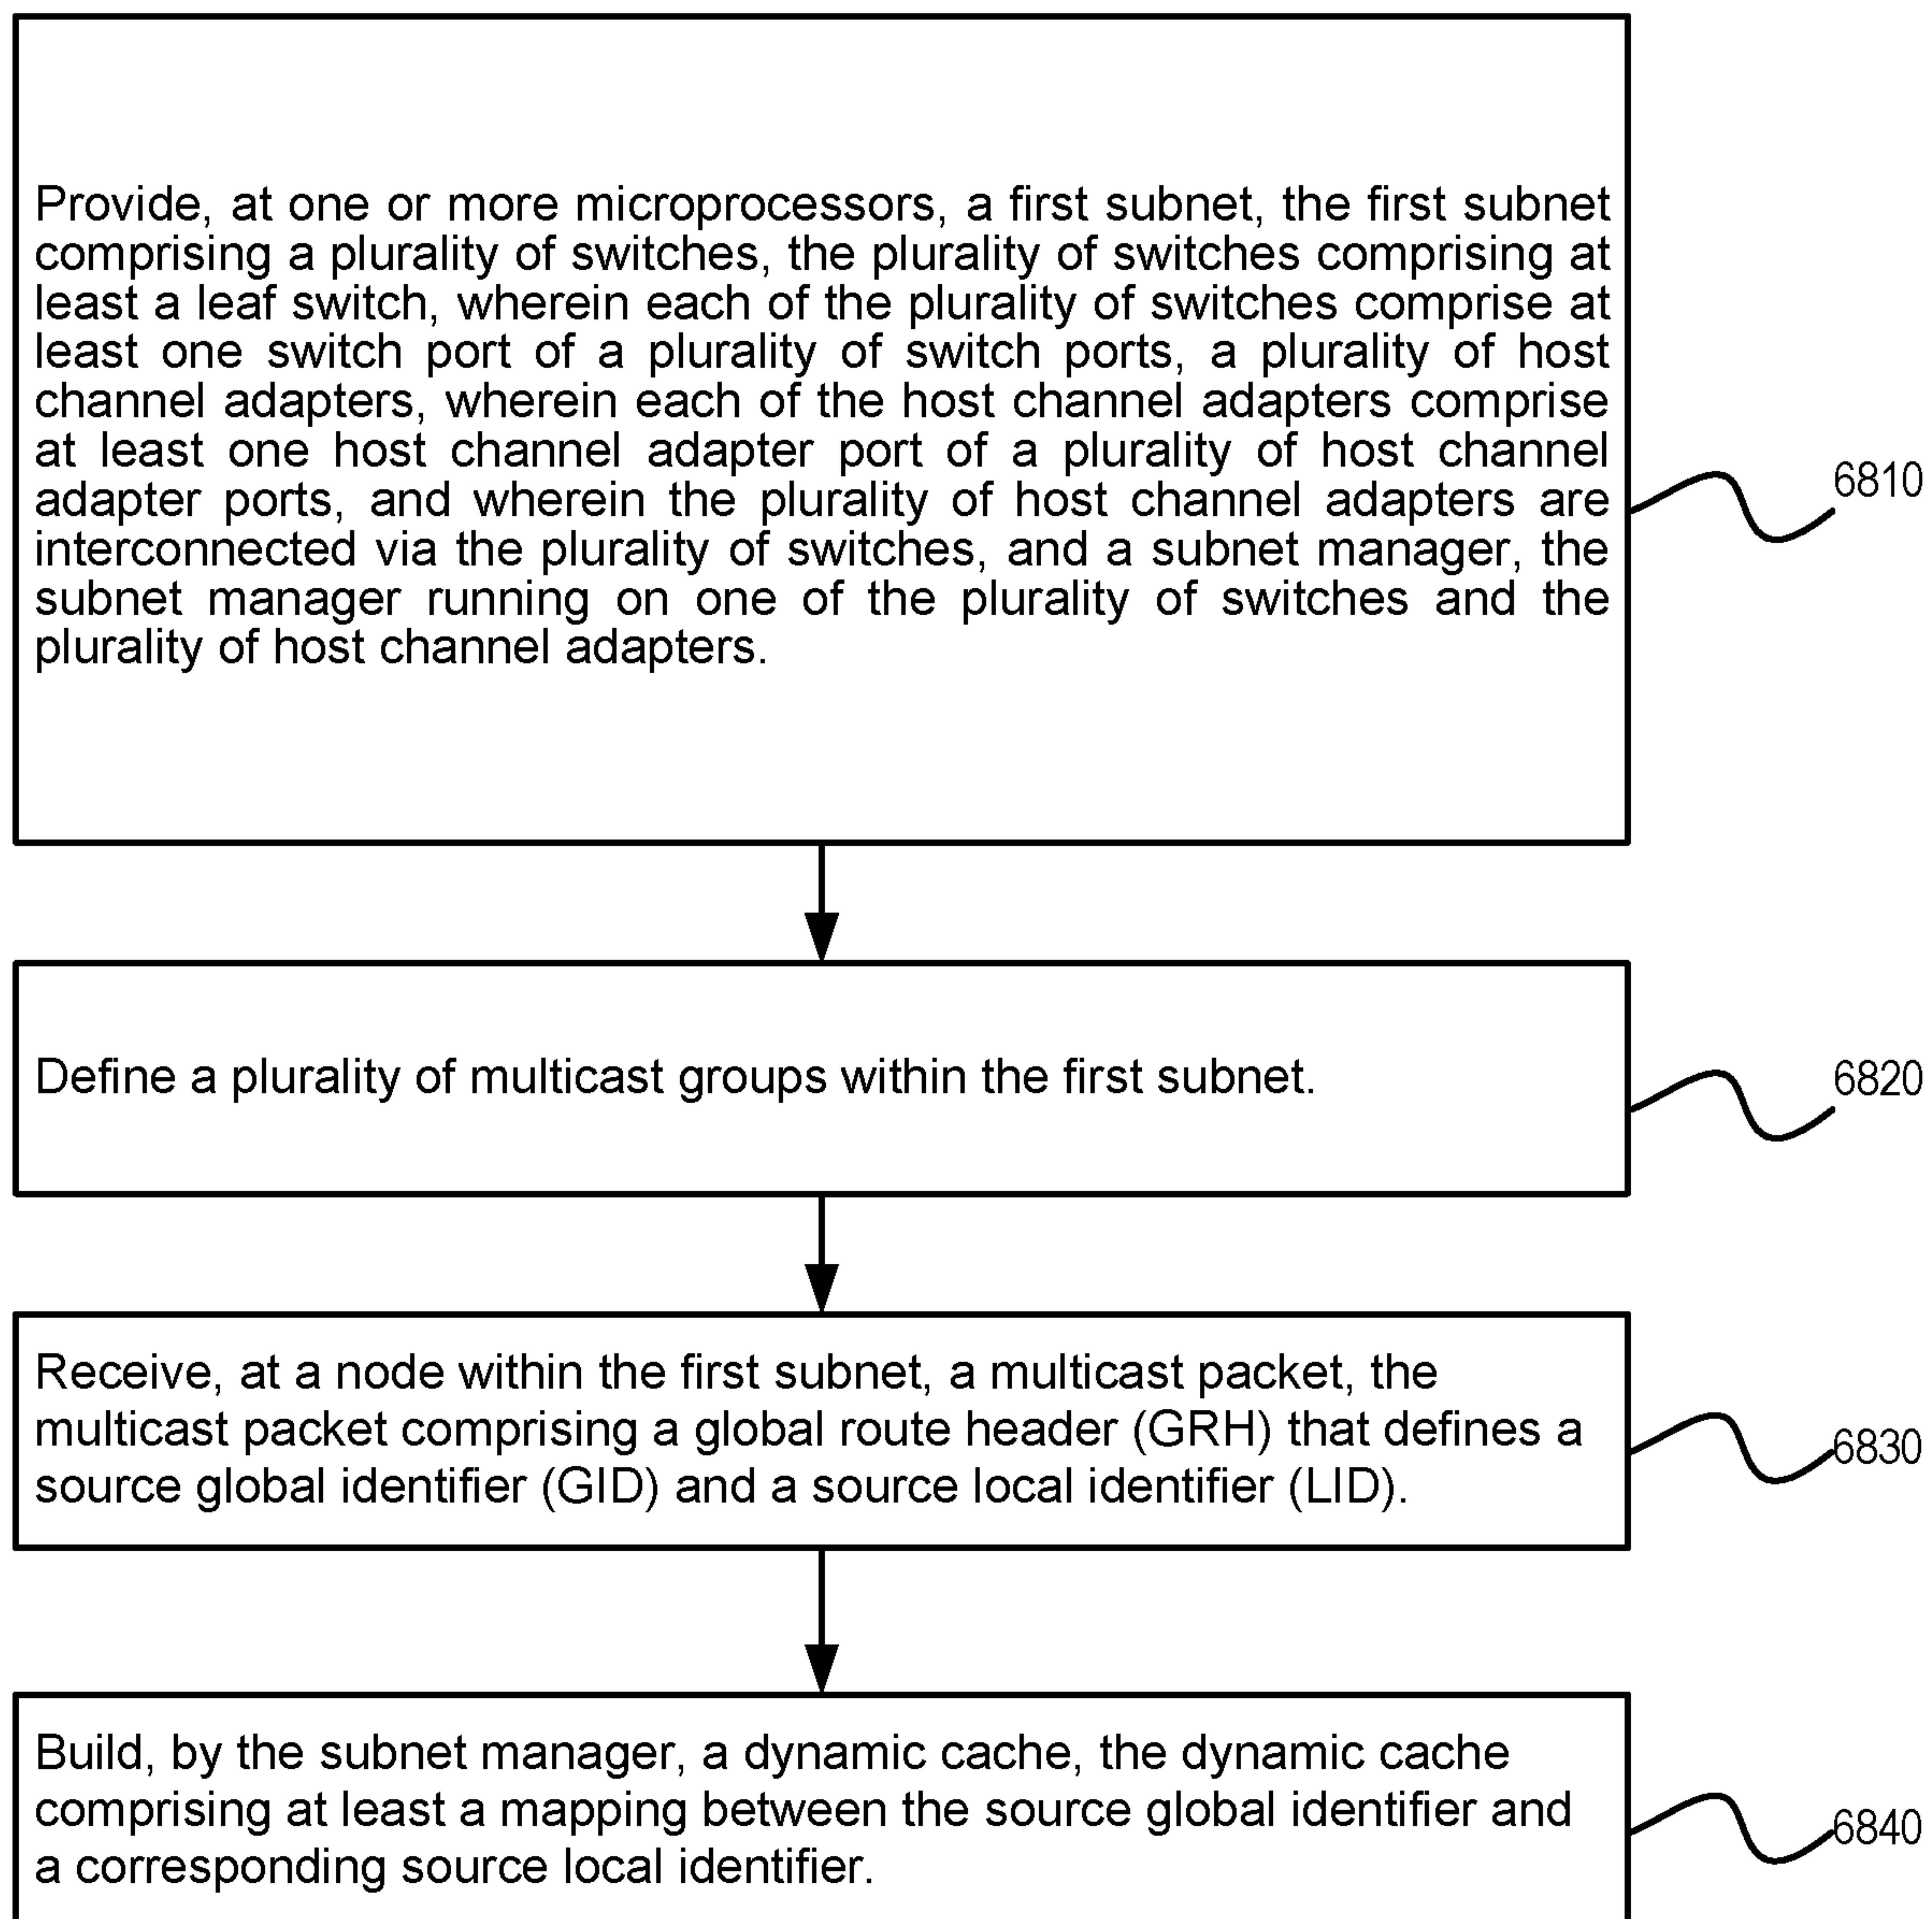 Provide, at one or more microprocessors, a first subnet, the first subnet
comprising a plurality of switches, the plurality of switches comprising at
least a leaf switch, wherein each of the plurality of switches comprise at
least one switch port of a plurality of switch ports, a plurality of host
channel adapters, wherein each of the host channel adapters comprise
at least one host channel adapter port of a plurality of host channel
adapter ports, and wherein the plurality of host channel adapters are
interconnected via the plurality of switches, and a subnet manager, the
subnet manager running on one of the plurality of switches and the
plurality of host channel adapters.
6810
Define a plurality of multicast groups within the first subnet.
6820
Receive, at a node within the first subnet, a multicast packet, the
multicast packet comprising a global route header (GRH) that defines a
source global identifier (GID) and a source local identifier (LID).
6830
Build, by the subnet manager, a dynamic cache, the dynamic cache
comprising at least a mapping between the source global identifier and
a corresponding source local identifier.
6840